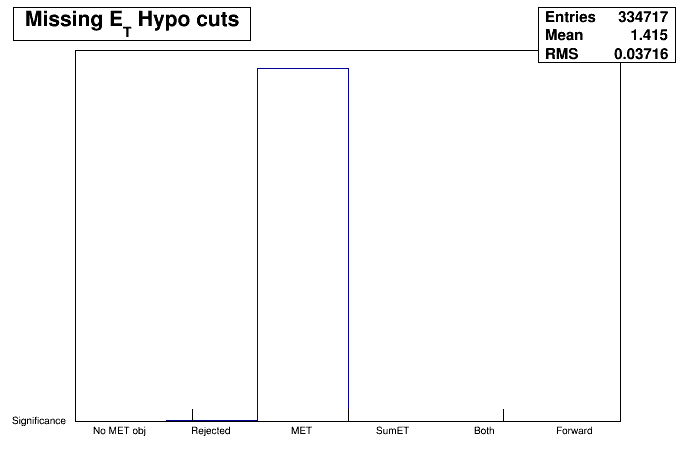 Missing E_T Hypo cuts
Entries 334717
Mean 1.415
RMS 0.03716
Significance
No MET obj Rejected MET SumET Both Forward